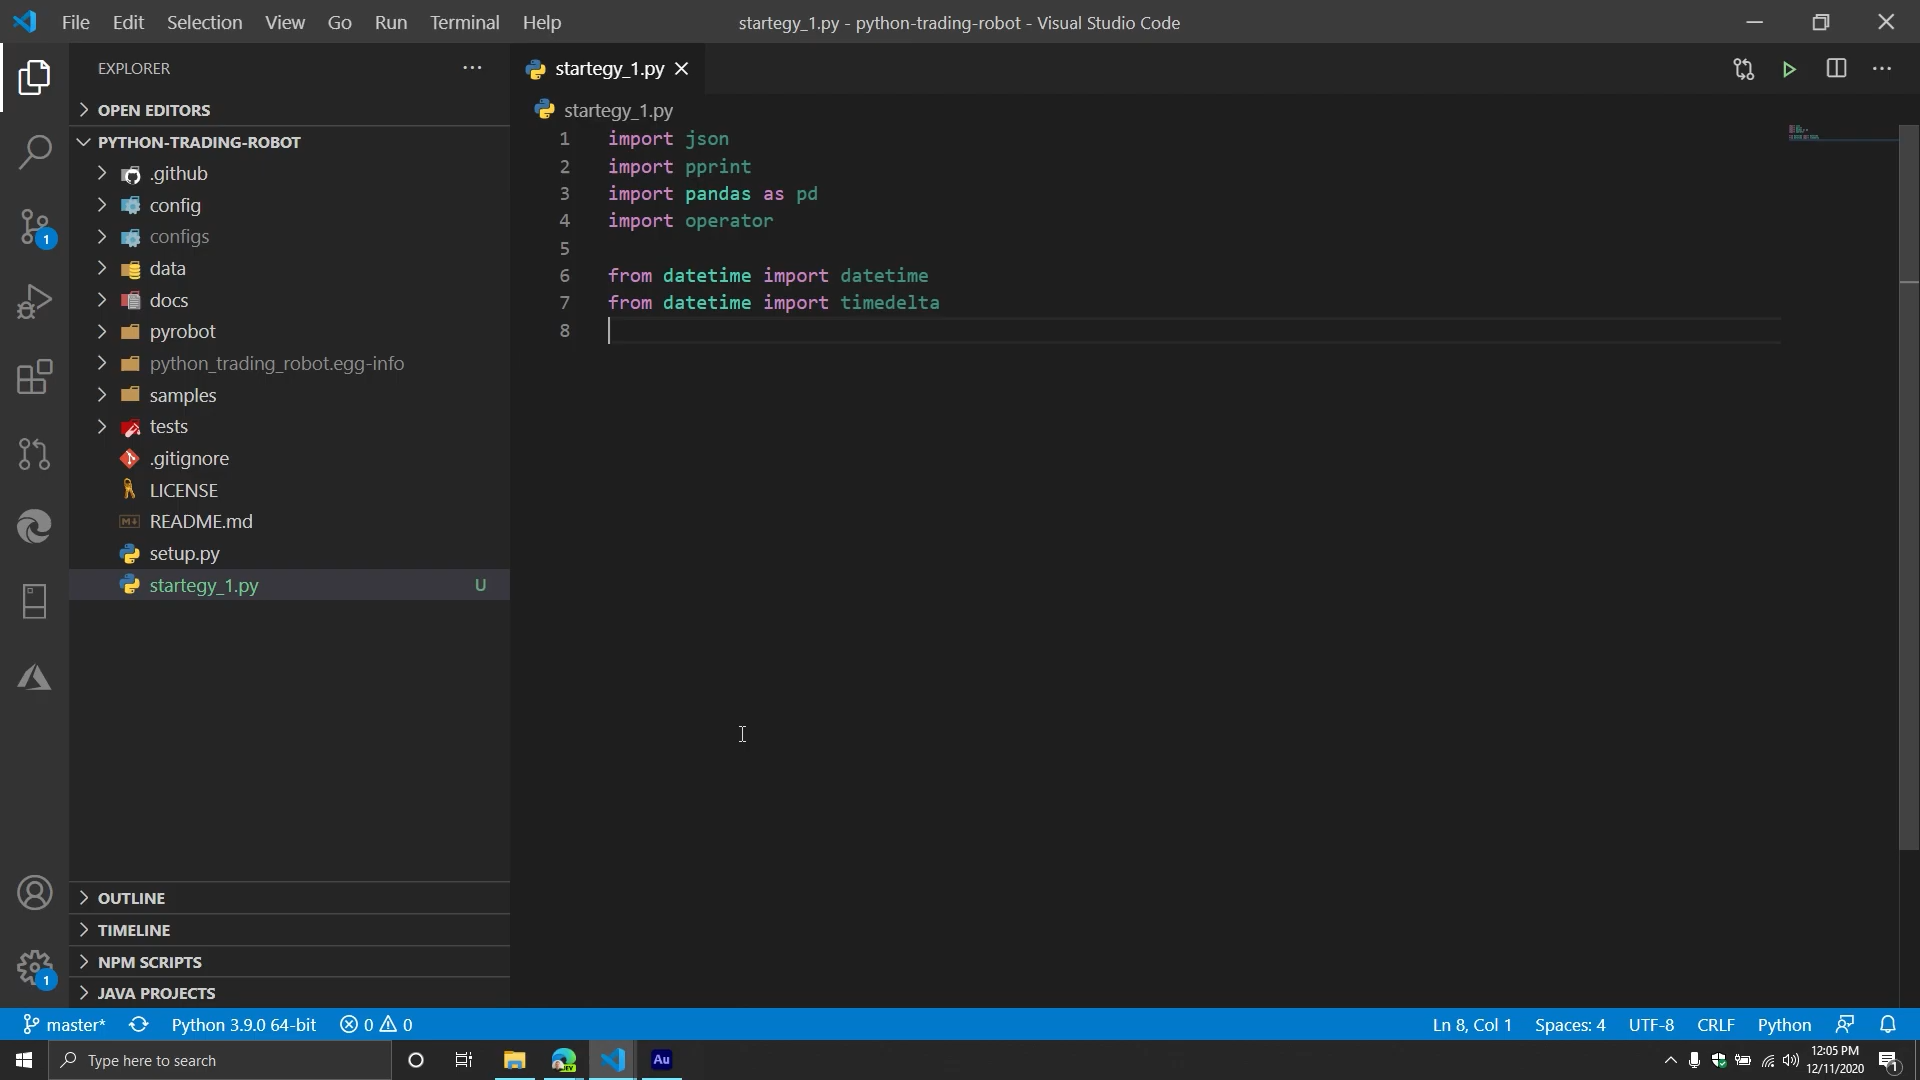 File Edit Selection View Go Run Terminal Help
startegy_1.py - python-trading-robot - Visual Studio Code
EXPLORER
OPEN EDITORS
PYTHON-TRADING-ROBOT
.github
config
configs
data
docs
pyrobot
python_trading_robot.egg-info
samples
tests
.gitignore
LICENSE
README.md
setup.py
startegy_1.py U
OUTLINE
TIMELINE
NPM SCRIPTS
JAVA PROJECTS
1
1
startegy_1.py
startegy_1.py
1 import json
2 import pprint
3 import pandas as pd
4 import operator
5
6 from datetime import datetime
7 from datetime import timedelta
8
master* Python 3.9.0 64-bit 0 0 Ln 8, Col 1 Spaces: 4 UTF-8 CRLF Python
Type here to search
DEV
Au
12:05 PM
12/11/2020
1